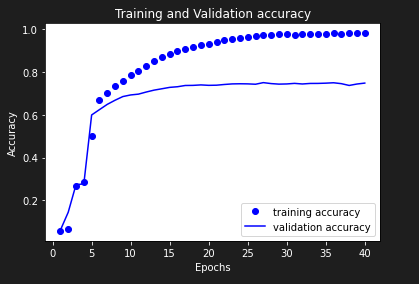 Training and Validation accuracy
1.0
0.8
0.6
0.4
0.2
Accuracy
training accuracy
validation accuracy
0 5 10 15 20 25 30 35 40
Epochs